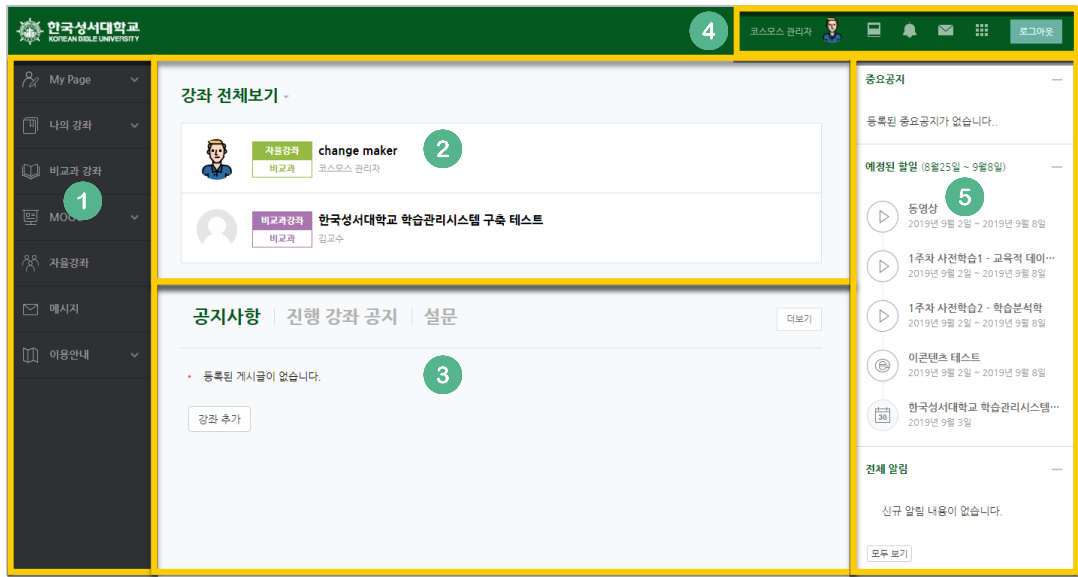 한국성서대학교
KOREAN BIBLE UNIVERSITY
4
코스모스 관리자
로그아웃
My Page
나의 강좌
비교과 강좌
1
MOO
자율강좌
메시지
이용안내
강좌 전체보기
2
자율강좌
비교과
change maker
코스모스 관리자
비교과강좌
비교과
한국성서대학교 학습관리시스템 구축 테스트
김교수
공지사항 진행 강좌 공지 설문
더보기
3
등록된 게시글이 없습니다.
강좌 추가
중요공지
등록된 중요공지가 없습니다..
예정된 할일 (8월25일 ~ 9월8일)
5
동영상
2019년 9월 2일 ~ 2019년 9월 8일
1주차 사전학습1 - 교육적 데이…
2019년 9월 2일 ~ 2019년 9월 8일
1주차 사전학습2 - 학습분석학
2019년 9월 2일 ~ 2019년 9월 8일
이콘텐츠 테스트
2019년 9월 2일 ~ 2019년 9월 8일
30
한국성서대학교 학습관리시스템…
2019년 9월 3일
전체 알림
신규 알림 내용이 없습니다.
모두 보기